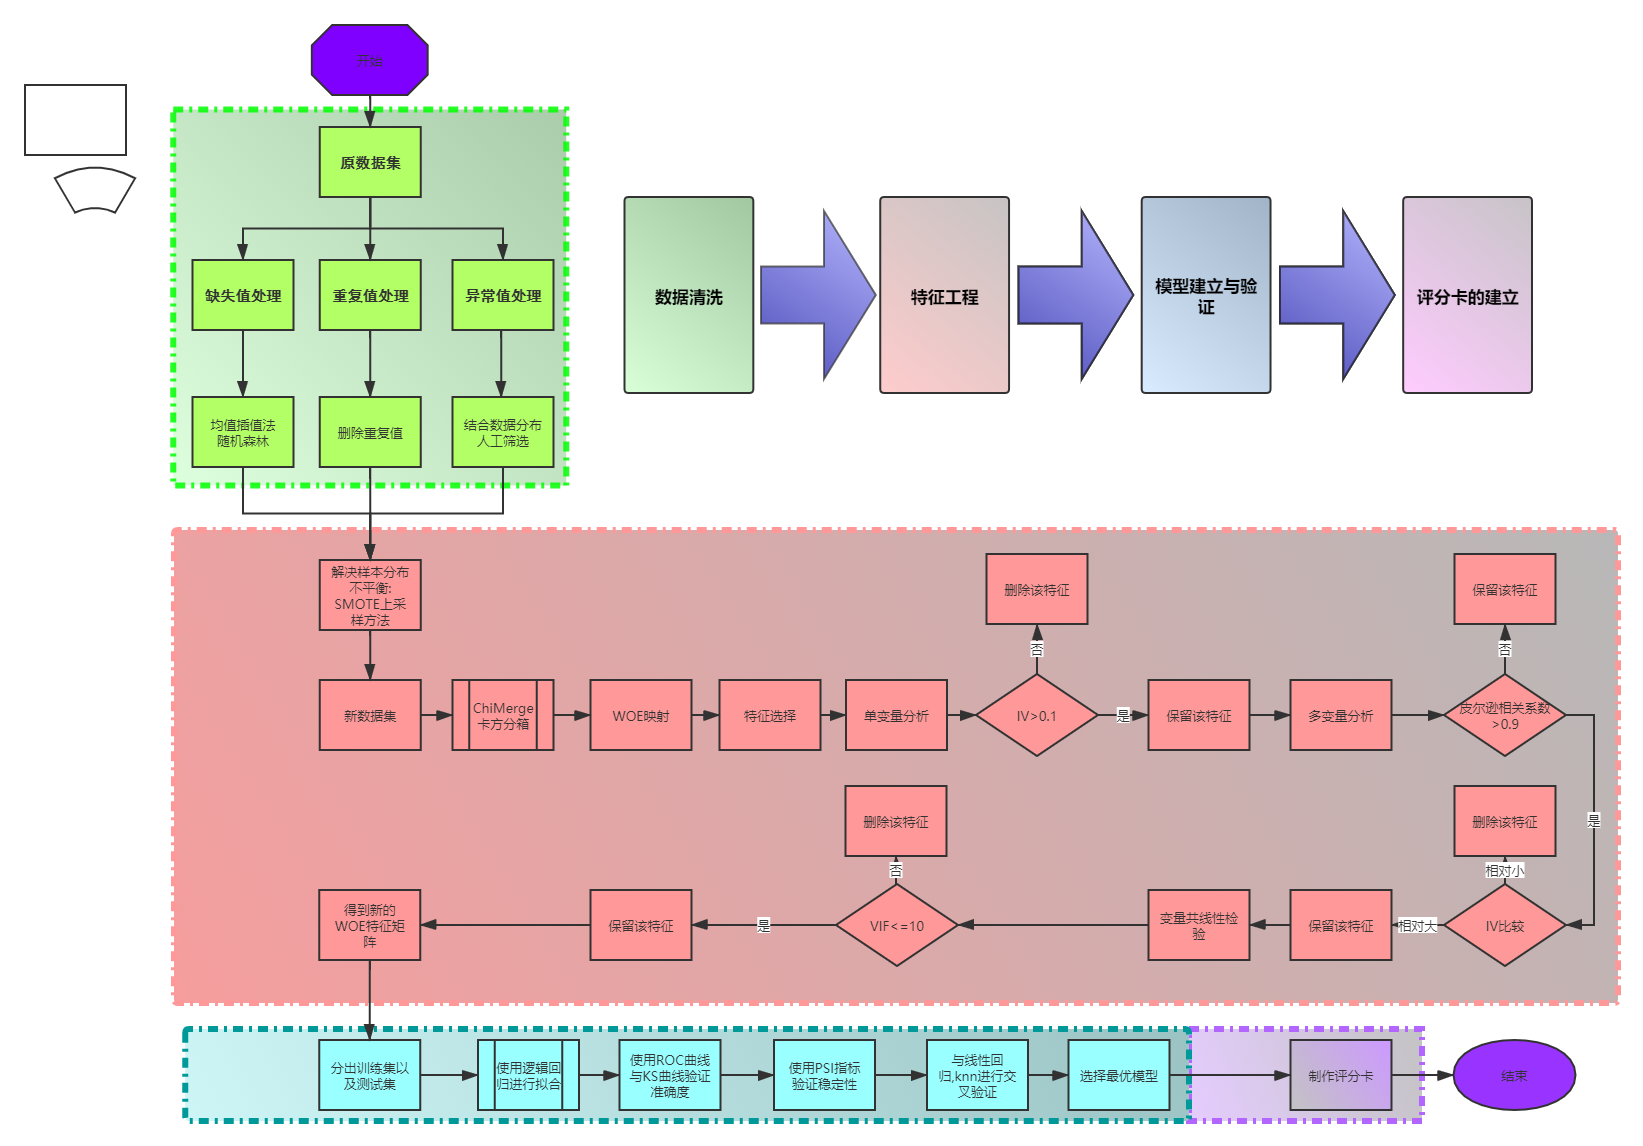 开始
原数据集
缺失值处理
重复值处理
异常值处理
均值插值法
随机森林
删除重复值
结合数据分布
人工筛选
数据清洗
特征工程
模型建立与验
证
评分卡的建立
解决样本分布
不平衡:
SMOTE上采
样方法
删除该特征
保留该特征
否
否
新数据集
ChiMerge
卡方分箱
WOE映射
特征选择
单变量分析
IV>0.1
是
保留该特征
多变量分析
皮尔逊相关系数
>0.9
是
删除该特征
删除该特征
否
相对小
得到新的
WOE特征矩
阵
保留该特征
是
VIF<=10
变量共线性检
验
保留该特征
相对大
IV比较
分出训练集以
及测试集
使用逻辑回
归进行拟合
使用ROC曲线
与KS曲线验证
准确度
使用PSI指标
验证稳定性
与线性回
归,knn进行交
叉验证
选择最优模型
制作评分卡
结束